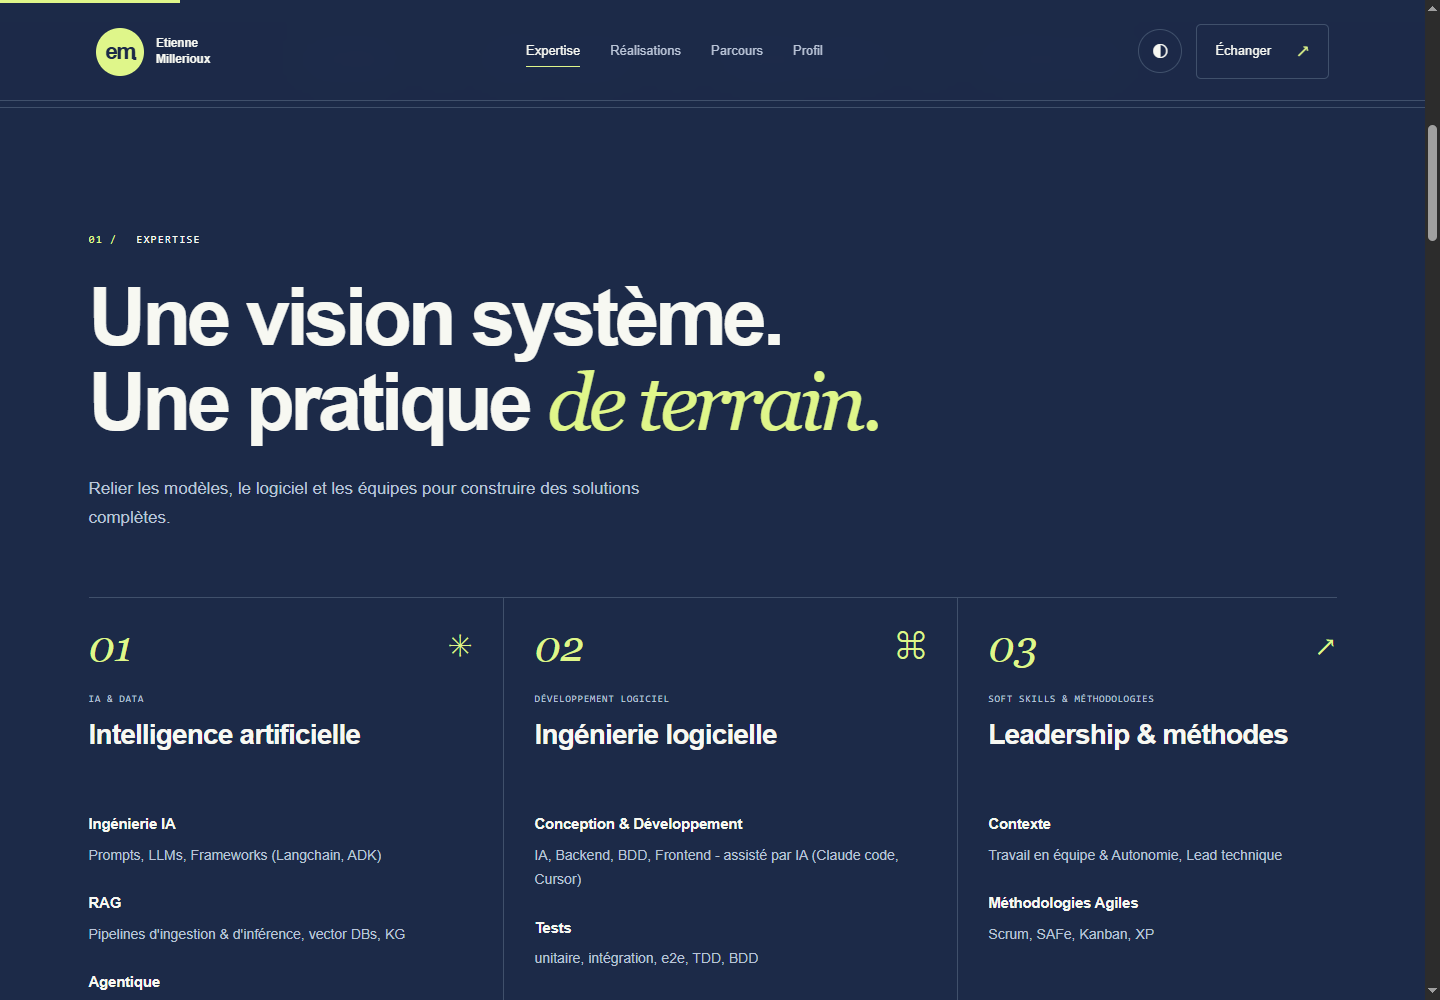 em
Etienne
Millerioux
Expertise
Réalisations
Parcours
Profil
Échanger ↗
01 / EXPERTISE
Une vision système.
Une pratique de terrain.
Relier les modèles, le logiciel et les équipes pour construire des solutions
complètes.
01
IA & DATA
Intelligence artificielle
Ingénierie IA
Prompts, LLMs, Frameworks (Langchain, ADK)
RAG
Pipelines d'ingestion & d'inférence, vector DBs, KG
Agentique
02
DÉVELOPPEMENT LOGICIEL
Ingénierie logicielle
Conception & Développement
IA, Backend, BDD, Frontend - assisté par IA (Claude code,
Cursor)
Tests
unitaire, intégration, e2e, TDD, BDD
03
SOFT SKILLS & MÉTHODOLOGIES
Leadership & méthodes
Contexte
Travail en équipe & Autonomie, Lead technique
Méthodologies Agiles
Scrum, SAFe, Kanban, XP